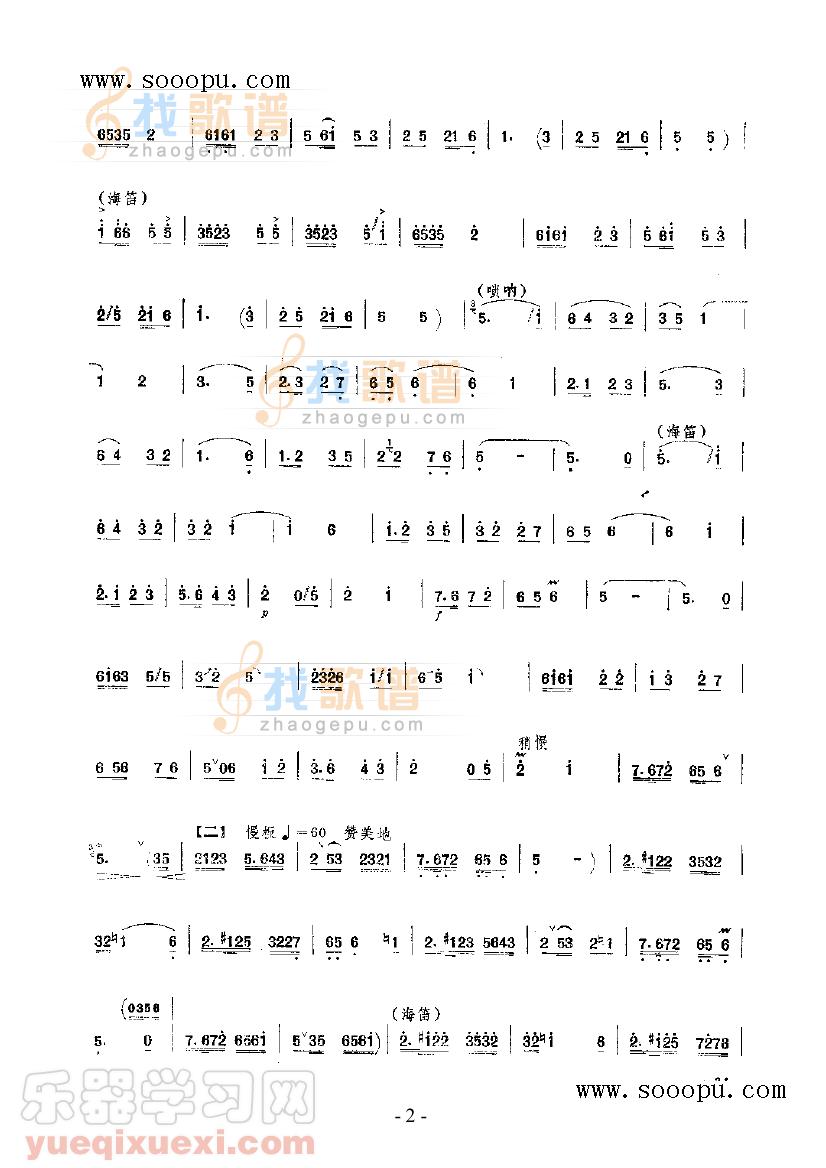 www.sooopu.com
找歌谱
zhaogepu.com
6535 2 | 6161 2 3 | 5 61 5 3 | 2 5 21 6 | 1. (3 | 2 5 21 6 | 5 5) |
(海笛)
1 66 5 5 | 3523 5 5 | 3523 5/1 | 6535 2 | 6161 2 3 | 5 61 5 3 |
(唢呐)
2/5 21 6 | 1. (3 | 2 5 21 6 | 5 5) | 5. /1 | 6 4 3 2 | 3 5 1 |
1 2 | 3. 5 | 2.3 2 7 | 6 5 6 | 6 1 | 2.1 2 3 | 5. 3 |
找歌谱
zhaogepu.com
(海笛)
6 4 3 2 | 1. 6 | 1.2 3 5 | 2 2 7 6 | 5 - | 5. 0 | 5. /1 |
6 4 3 2 | 3 2 1 | 1 6 | 1.2 3 5 | 3 2 2 7 | 6 5 6 | 6 1 |
2.1 2 3 | 5.6 4 3 | 2 0/5 | 2 1 | 7.6 7 2 | 6 5 6 | 5 - | 5. 0 |
p f
6163 5/5 | 3 2 5 | 2326 1/1 | 6 5 1 | 6161 2 2 | 1 3 2 7 |
找歌谱
zhaogepu.com
稍慢
6 56 7 6 | 5 06 1 2 | 3.6 4 3 | 2 0 5 | 2 1 | 7.672 65 6 |
【二】 慢板 ♩=60 赞美地
5. (35 | 2123 5.643 | 2 53 2321 | 7.672 65 6 | 5 -) | 2.#122 3532 |
32♮1 6 | 2.#125 3227 | 65 6 ♮1 | 2.#123 5643 | 2 53 2♮1 | 7.672 65 6 |
(0356
(海笛)
5. 0 | 7.672 6561 | 5 35 6561) | 2.#122 3532 | 32♮1 6 | 2.#125 7276 |
乐器学习网
yueqixuexi.com
www.sooopu.com
- 2 -